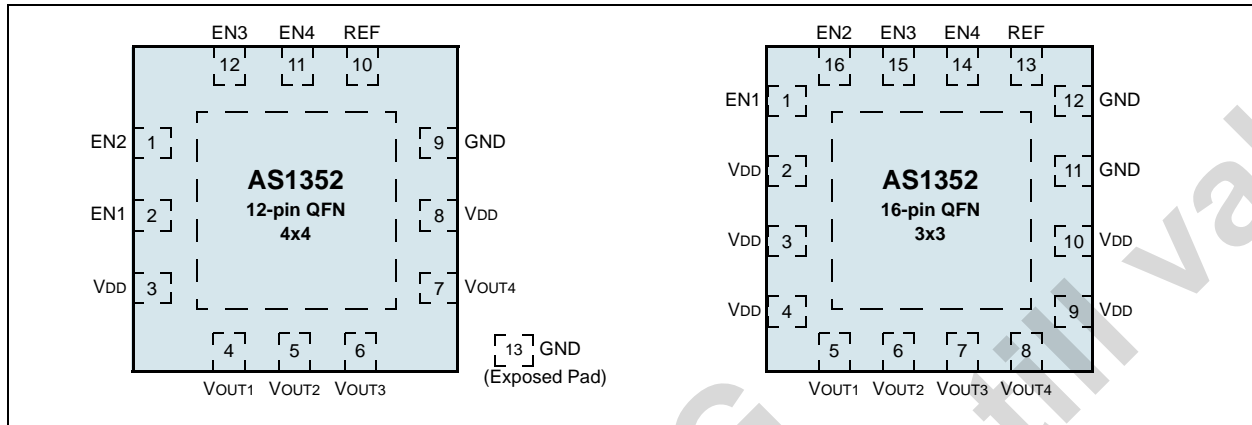 EN3 EN4 REF
12 11 10
EN2 1
9 GND
AS1352
12-pin QFN
4x4
EN1 2
8 VDD
VDD 3
7 VOUT4
4 5 6
VOUT1 VOUT2 VOUT3
13 GND
(Exposed Pad)
EN2 EN3 EN4 REF
16 15 14 13
EN1 1
12 GND
VDD 2
11 GND
AS1352
16-pin QFN
3x3
VDD 3
10 VDD
VDD 4
9 VDD
5 6 7 8
VOUT1 VOUT2 VOUT3 VOUT4
till